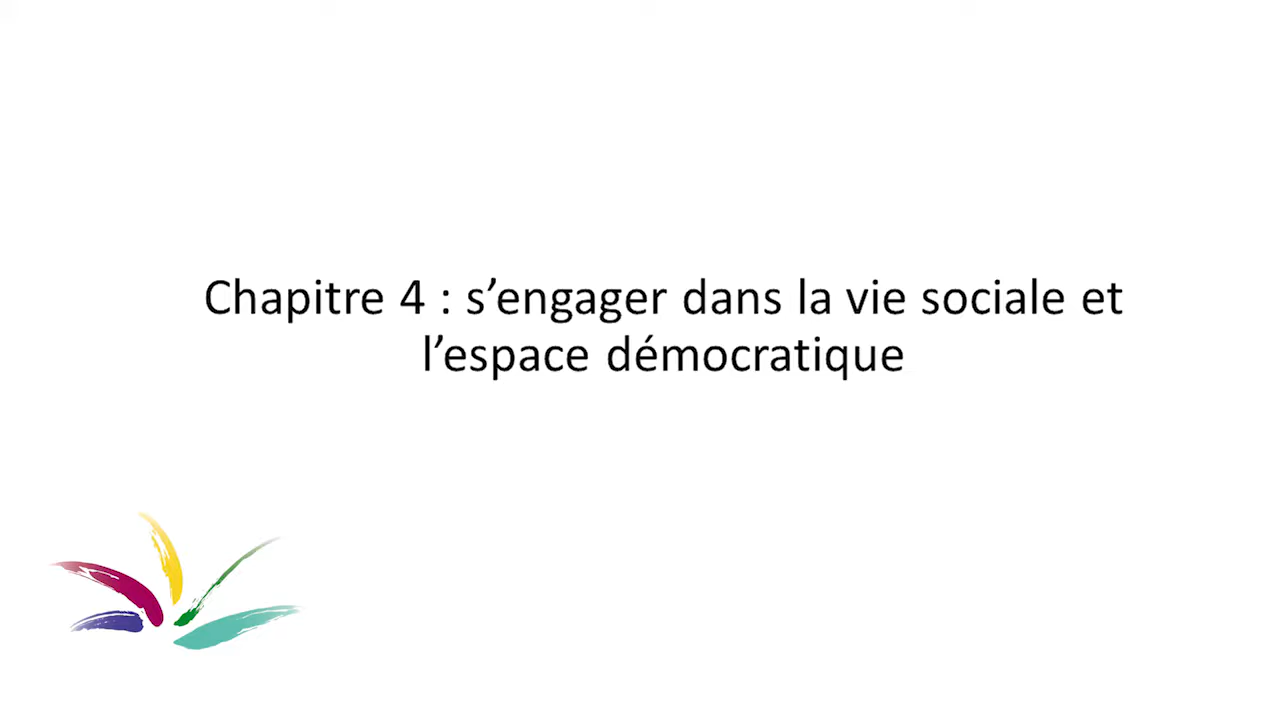 Chapitre 4 : s’engager dans la vie sociale et
l’espace démocratique